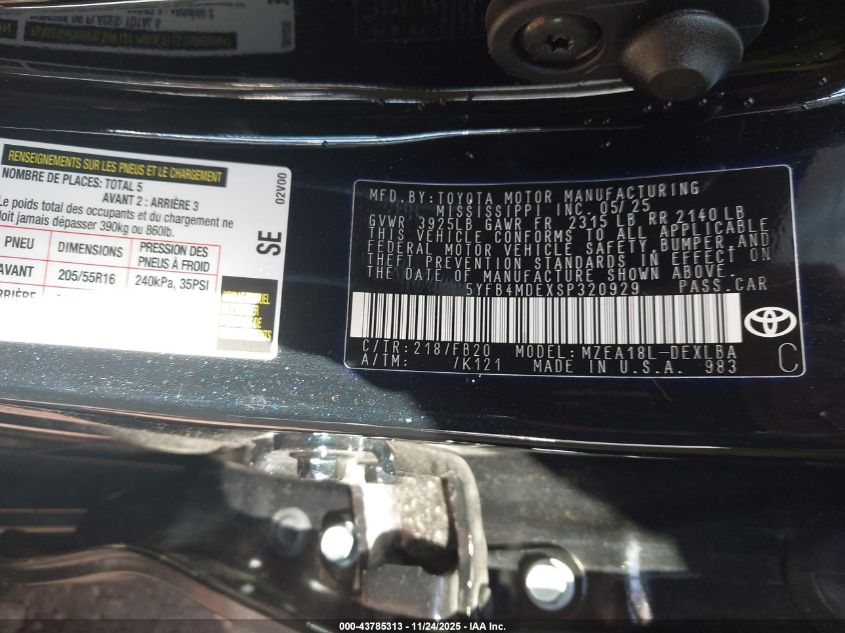 RENSEIGNEMENTS SUR LES PNEUS ET LE CHARGEMENT
NOMBRE DE PLACES: TOTAL 5
AVANT 2 : ARRIÈRE 3
Le poids total des occupants et du chargement ne
doit jamais dépasser 390kg ou 860lb.
PNEU DIMENSIONS PRESSION DES PNEUS À FROID
AVANT 205/55R16 240kPa, 35PSI
ARRIÈRE
SE
02V00
MFD. BY: TOYOTA MOTOR MANUFACTURING
MISSISSIPPI INC. 05/25
GVWR 3925LB GAWR FR 2315 LB RR 2140 LB
THIS VEHICLE CONFORMS TO ALL APPLICABLE
FEDERAL MOTOR VEHICLE SAFETY, BUMPER AND
THEFT PREVENTION STANDARDS IN EFFECT ON
THE DATE OF MANUFACTURE SHOWN ABOVE.
5YFB4MDEXSP320929 PASS.CAR
C/TR:218/FB20 MODEL: MZEA18L-DEXLBA
A/TM: /K121 MADE IN U.S.A. 983
C
000-43785313 - 11/24/2025 - IAA Inc.